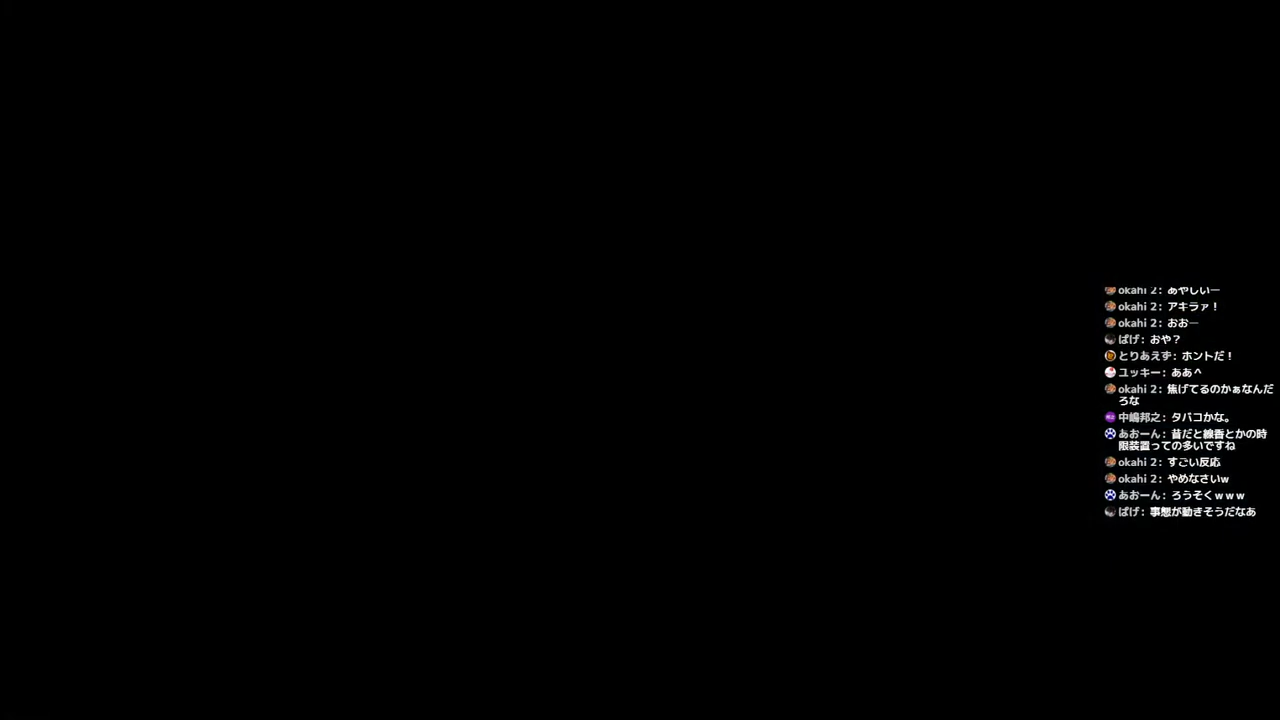 okahi 2: あやしい―
okahi 2: アキラァ！
okahi 2: おお―
ぱげ: おや？
とりあえず: ホントだ！
ユッキー: ああ^
okahi 2: 焦げてるのかぁなんだ
ろな
中嶋邦之: タバコかな。
あおーん: 昔だと線香とかの時
限装置っての多いですね
okahi 2: すごい反応
okahi 2: やめなさいw
あおーん: ろうそくｗｗｗ
ぱげ: 事態が動きそうだなあ